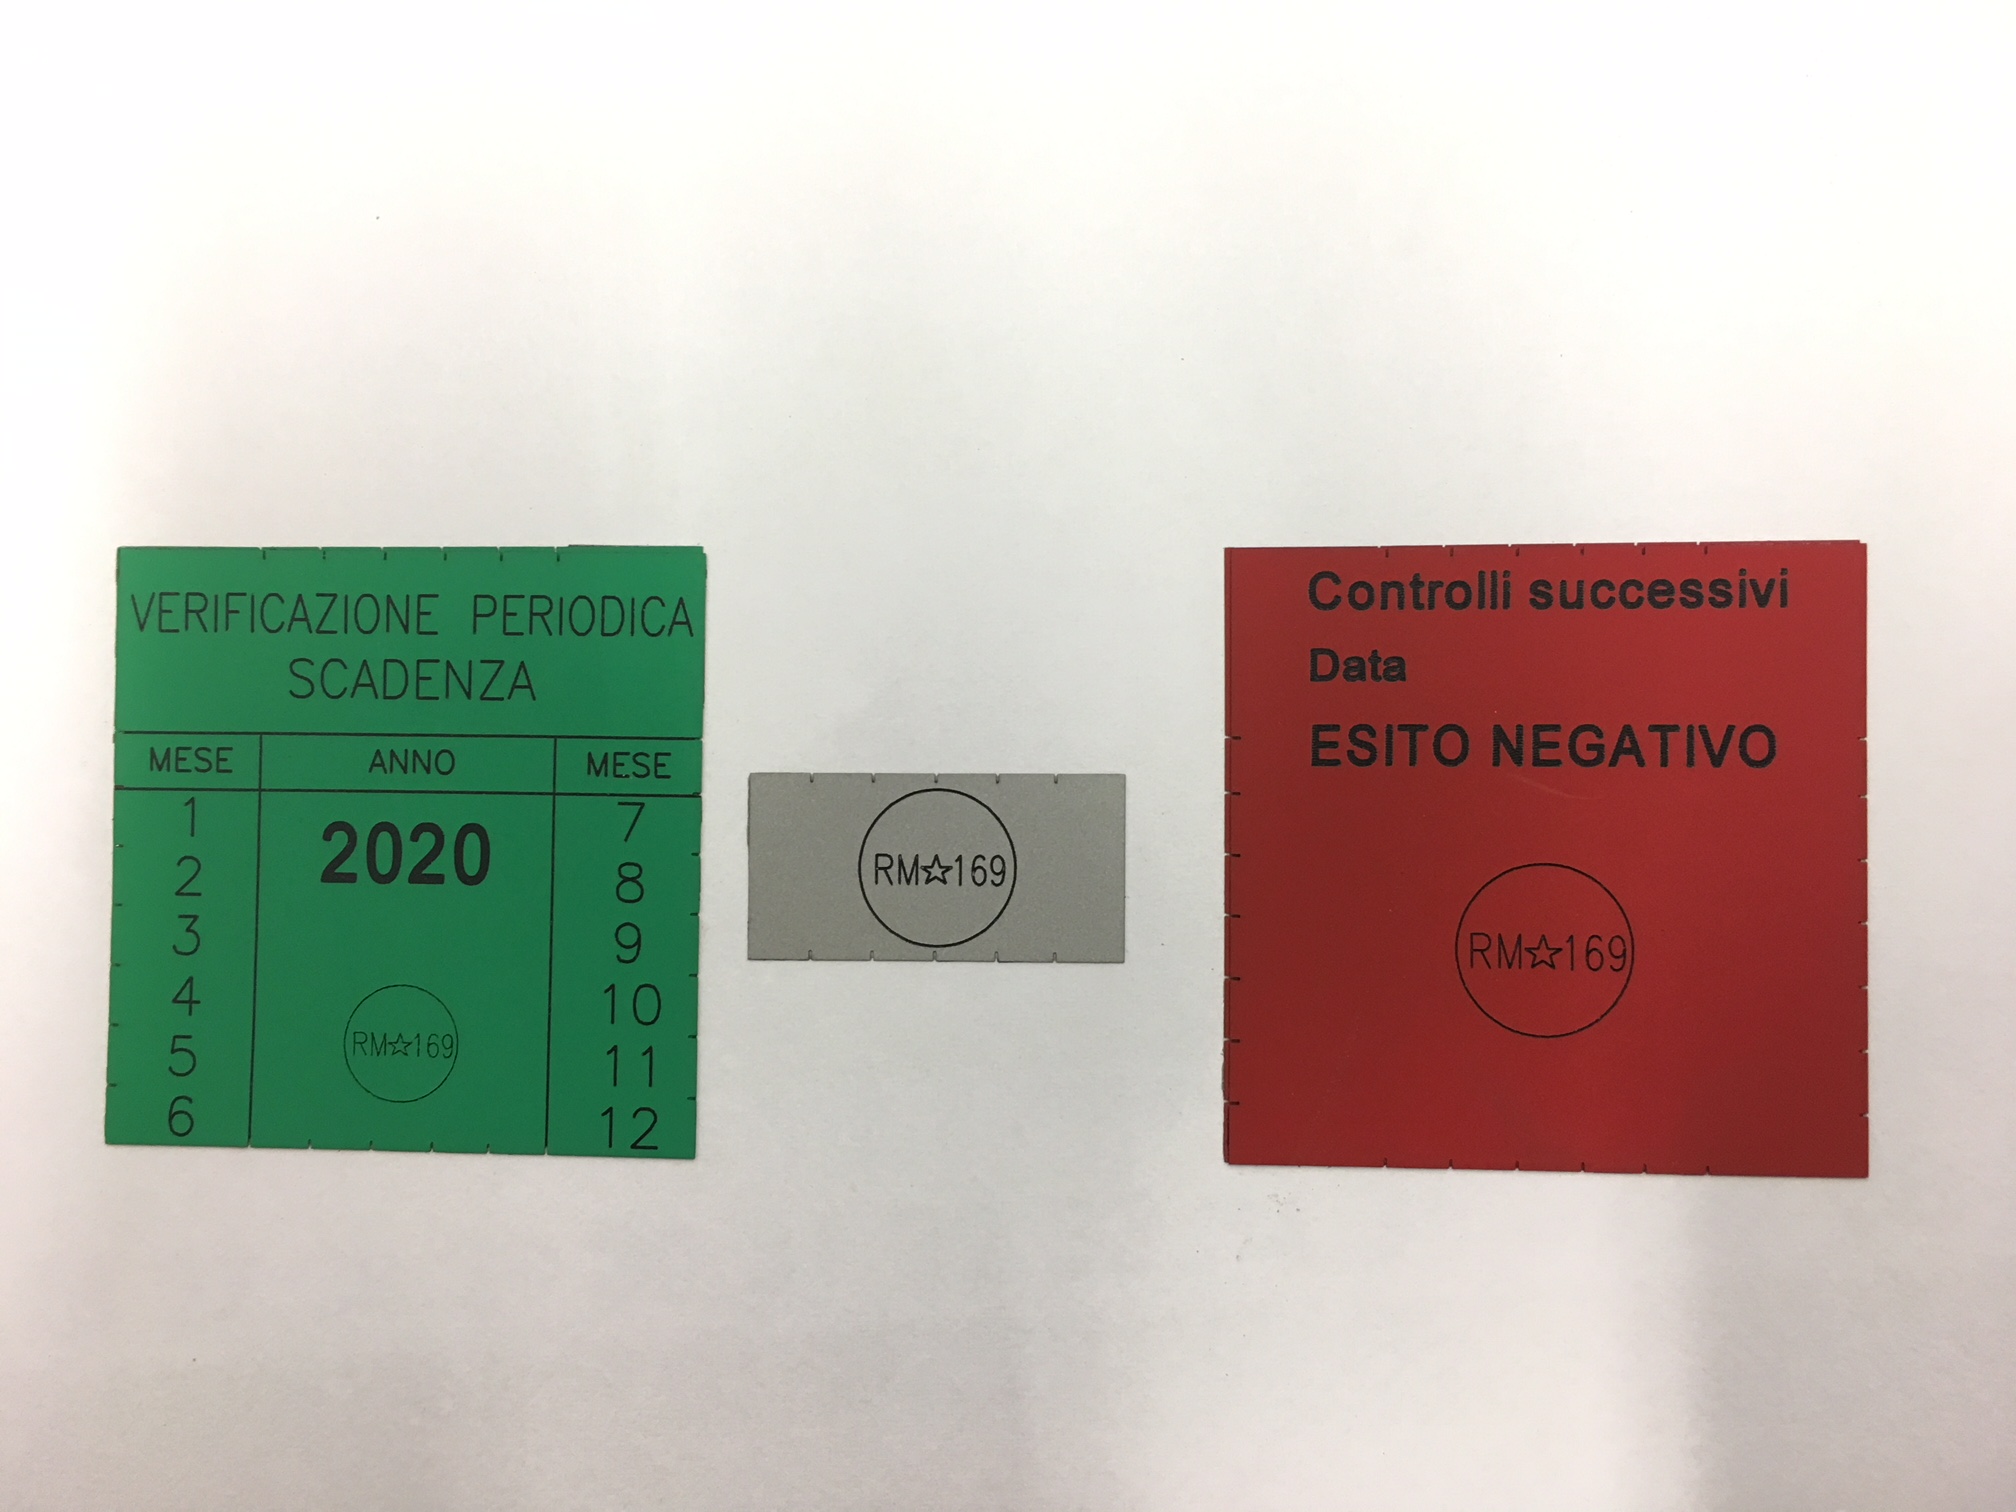 VERIFICAZIONE PERIODICA
SCADENZA
MESE ANNO MESE
1 2020 7
2 8
3 9
4 10
5 RM☆169 11
6 12
RM☆169
Controlli successivi
Data
ESITO NEGATIVO
RM☆169